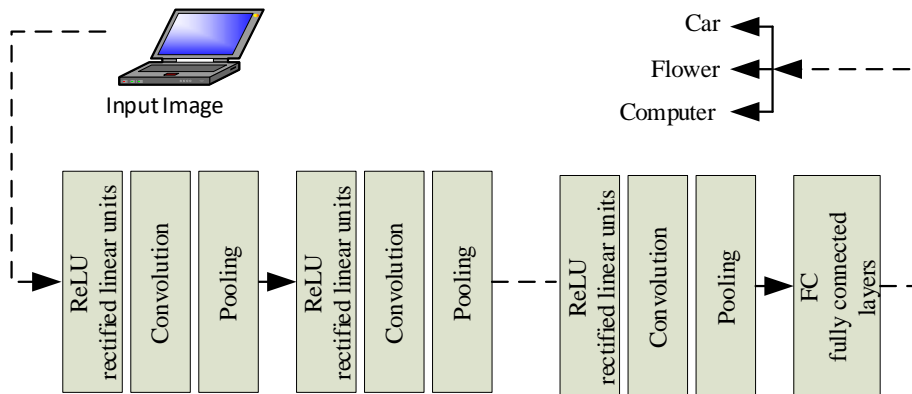 Car
Flower
Computer
Input Image
ReLU
rectified linear units
Convolution
Pooling
ReLU
rectified linear units
Convolution
Pooling
ReLU
rectified linear units
Convolution
Pooling
FC
fully connected
layers